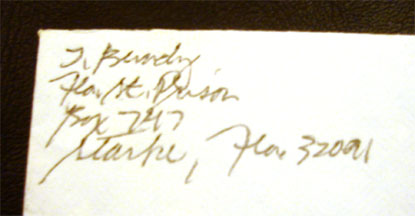 T. Bundy
Fla. St. Prison
Box 747
Starke, Fla. 32091